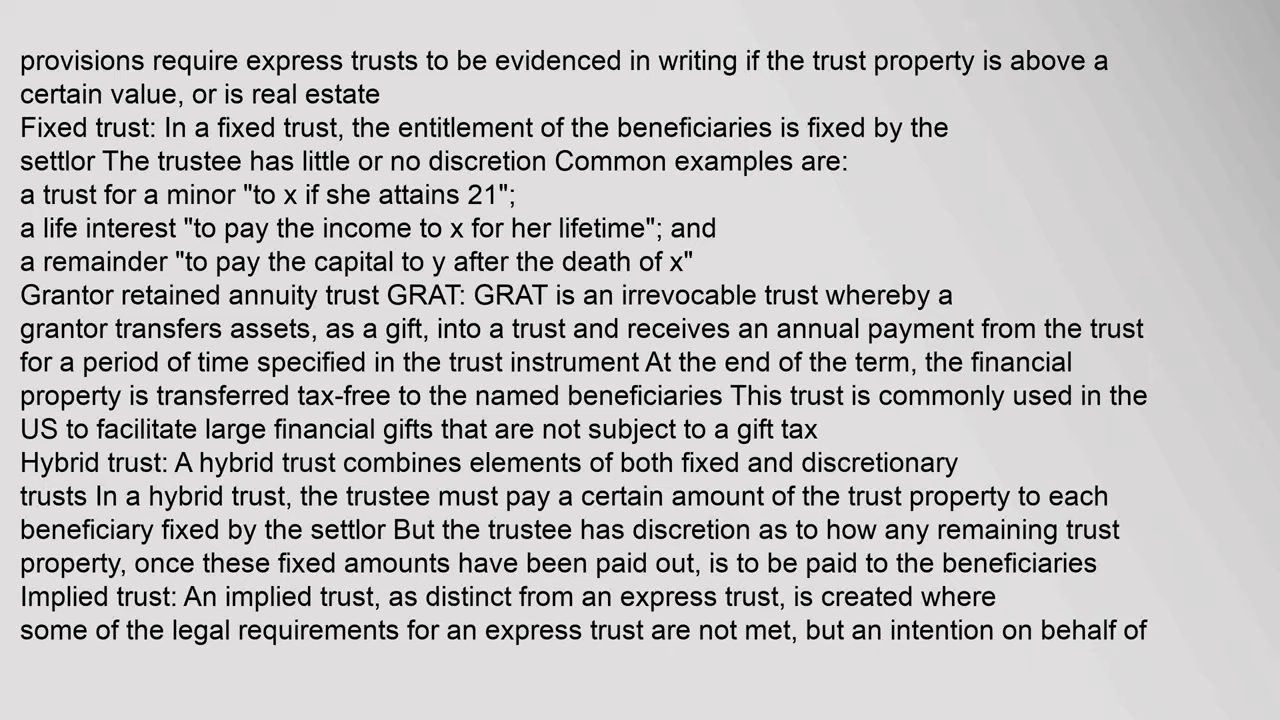 provisions require express trusts to be evidenced in writing if the trust property is above a
certain value, or is real estate
Fixed trust: In a fixed trust, the entitlement of the beneficiaries is fixed by the
settlor The trustee has little or no discretion Common examples are:
a trust for a minor "to x if she attains 21";
a life interest "to pay the income to x for her lifetime"; and
a remainder "to pay the capital to y after the death of x"
Grantor retained annuity trust GRAT: GRAT is an irrevocable trust whereby a
grantor transfers assets, as a gift, into a trust and receives an annual payment from the trust
for a period of time specified in the trust instrument At the end of the term, the financial
property is transferred tax-free to the named beneficiaries This trust is commonly used in the
US to facilitate large financial gifts that are not subject to a gift tax
Hybrid trust: A hybrid trust combines elements of both fixed and discretionary
trusts In a hybrid trust, the trustee must pay a certain amount of the trust property to each
beneficiary fixed by the settlor But the trustee has discretion as to how any remaining trust
property, once these fixed amounts have been paid out, is to be paid to the beneficiaries
Implied trust: An implied trust, as distinct from an express trust, is created where
some of the legal requirements for an express trust are not met, but an intention on behalf of